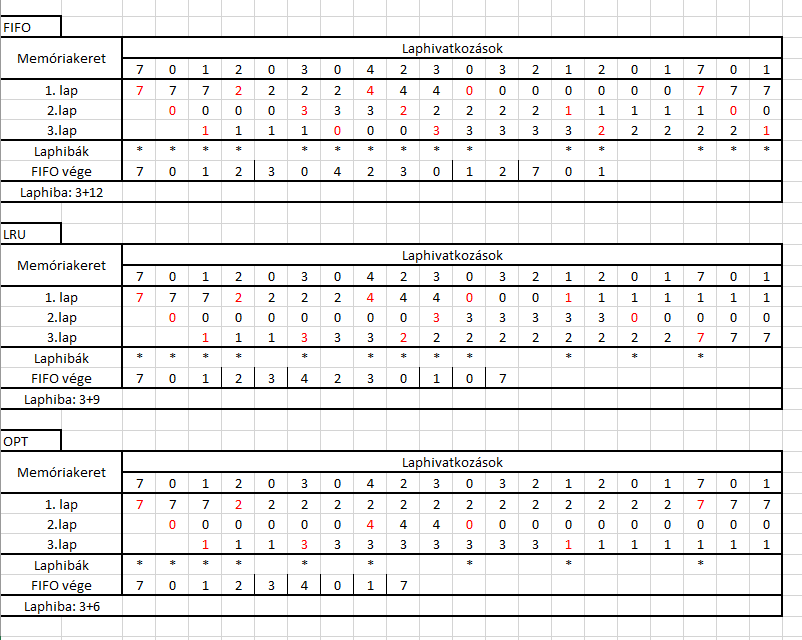 FIFO
Memóriakeret Laphivatkozások
7 0 1 2 0 3 0 4 2 3 0 3 2 1 2 0 1 7 0 1
1. lap 7 7 7 2 2 2 2 4 4 4 0 0 0 0 0 0 0 7 7 7
2.lap 0 0 0 0 3 3 3 2 2 2 2 2 1 1 1 1 1 0 0
3.lap 1 1 1 1 0 0 0 3 3 3 3 3 2 2 2 2 2 1
Laphibák * * * * * * * * * * * * * * *
FIFO vége 7 0 1 2 3 0 4 2 3 0 1 2 7 0 1
Laphiba: 3+12
LRU
Memóriakeret Laphivatkozások
7 0 1 2 0 3 0 4 2 3 0 3 2 1 2 0 1 7 0 1
1. lap 7 7 7 2 2 2 2 4 4 4 0 0 0 1 1 1 1 1 1 1
2.lap 0 0 0 0 0 0 0 0 3 3 3 3 3 3 0 0 0 0 0
3.lap 1 1 1 3 3 3 2 2 2 2 2 2 2 2 2 7 7 7
Laphibák * * * * * * * * * * * *
FIFO vége 7 0 1 2 3 4 2 3 0 1 0 7
Laphiba: 3+9
OPT
Memóriakeret Laphivatkozások
7 0 1 2 0 3 0 4 2 3 0 3 2 1 2 0 1 7 0 1
1. lap 7 7 7 2 2 2 2 2 2 2 2 2 2 2 2 2 2 7 7 7
2.lap 0 0 0 0 0 0 4 4 4 0 0 0 0 0 0 0 0 0 0
3.lap 1 1 1 3 3 3 3 3 3 3 3 1 1 1 1 1 1 1
Laphibák * * * * * * * * *
FIFO vége 7 0 1 2 3 4 0 1 7
Laphiba: 3+6